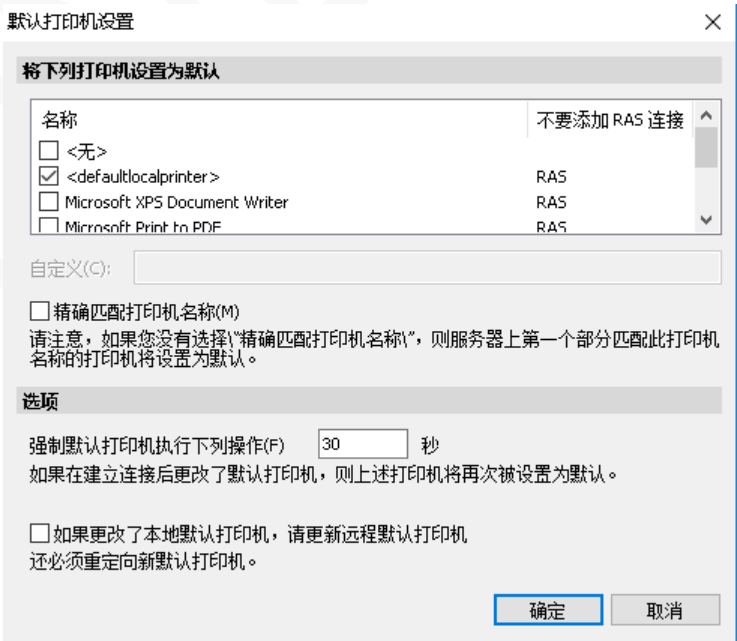 默认打印机设置
将下列打印机设置为默认
名称 不要添加 RAS 连接
<无>
<defaultlocalprinter> RAS
Microsoft XPS Document Writer RAS
Microsoft Print to PDF RAS
自定义(C):
精确匹配打印机名称(M)
请注意，如果您没有选择\"精确匹配打印机名称\"，则服务器上第一个部分匹配此打印机
名称的打印机将设置为默认。
选项
强制默认打印机执行下列操作(F) 30 秒
如果在建立连接后更改了默认打印机，则上述打印机将再次被设置为默认。
如果更改了本地默认打印机，请更新远程默认打印机
还必须重定向新默认打印机。
确定 取消